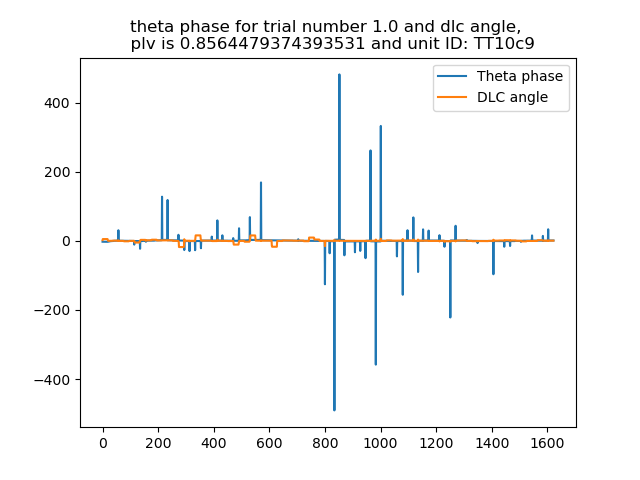 theta phase for trial number 1.0 and dlc angle,
plv is 0.8564479374393531 and unit ID: TT10c9
Theta phase
DLC angle
400
200
0
−200
−400
0 200 400 600 800 1000 1200 1400 1600